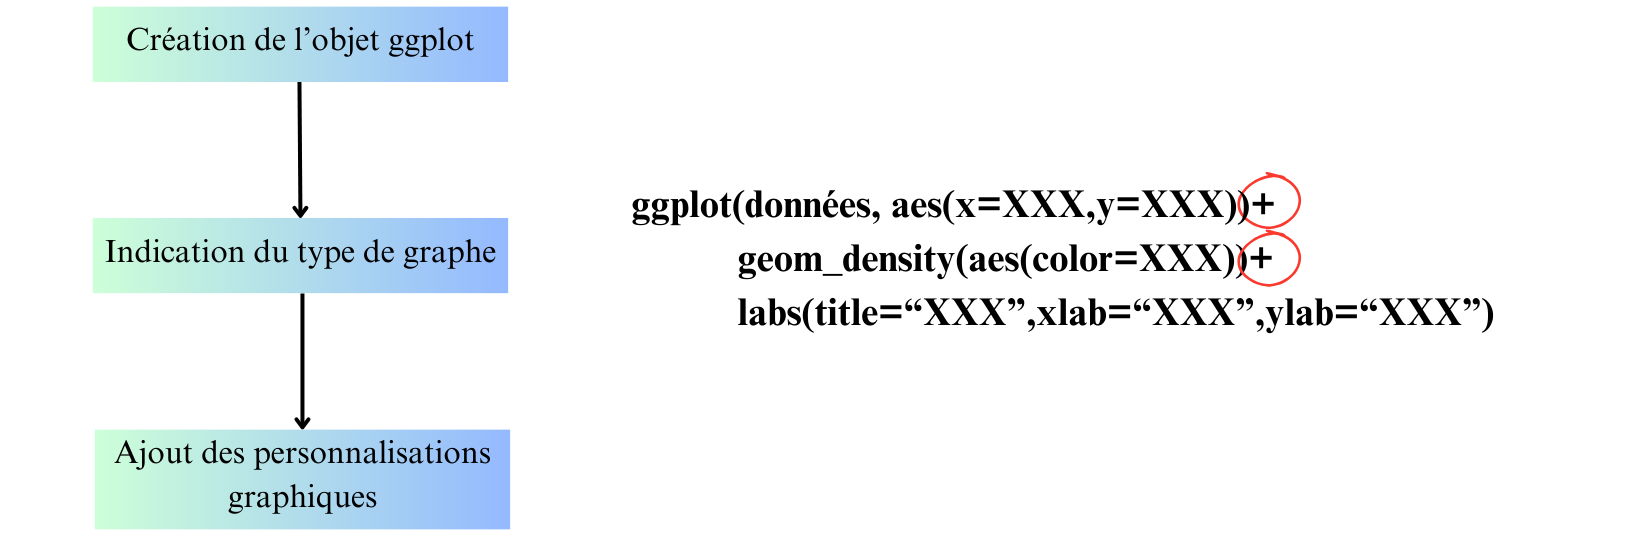 Création de l’objet ggplot
Indication du type de graphe
Ajout des personnalisations
graphiques
ggplot(données, aes(x=XXX,y=XXX))+
geom_density(aes(color=XXX))+
labs(title=“XXX”,xlab=“XXX”,ylab=“XXX”)